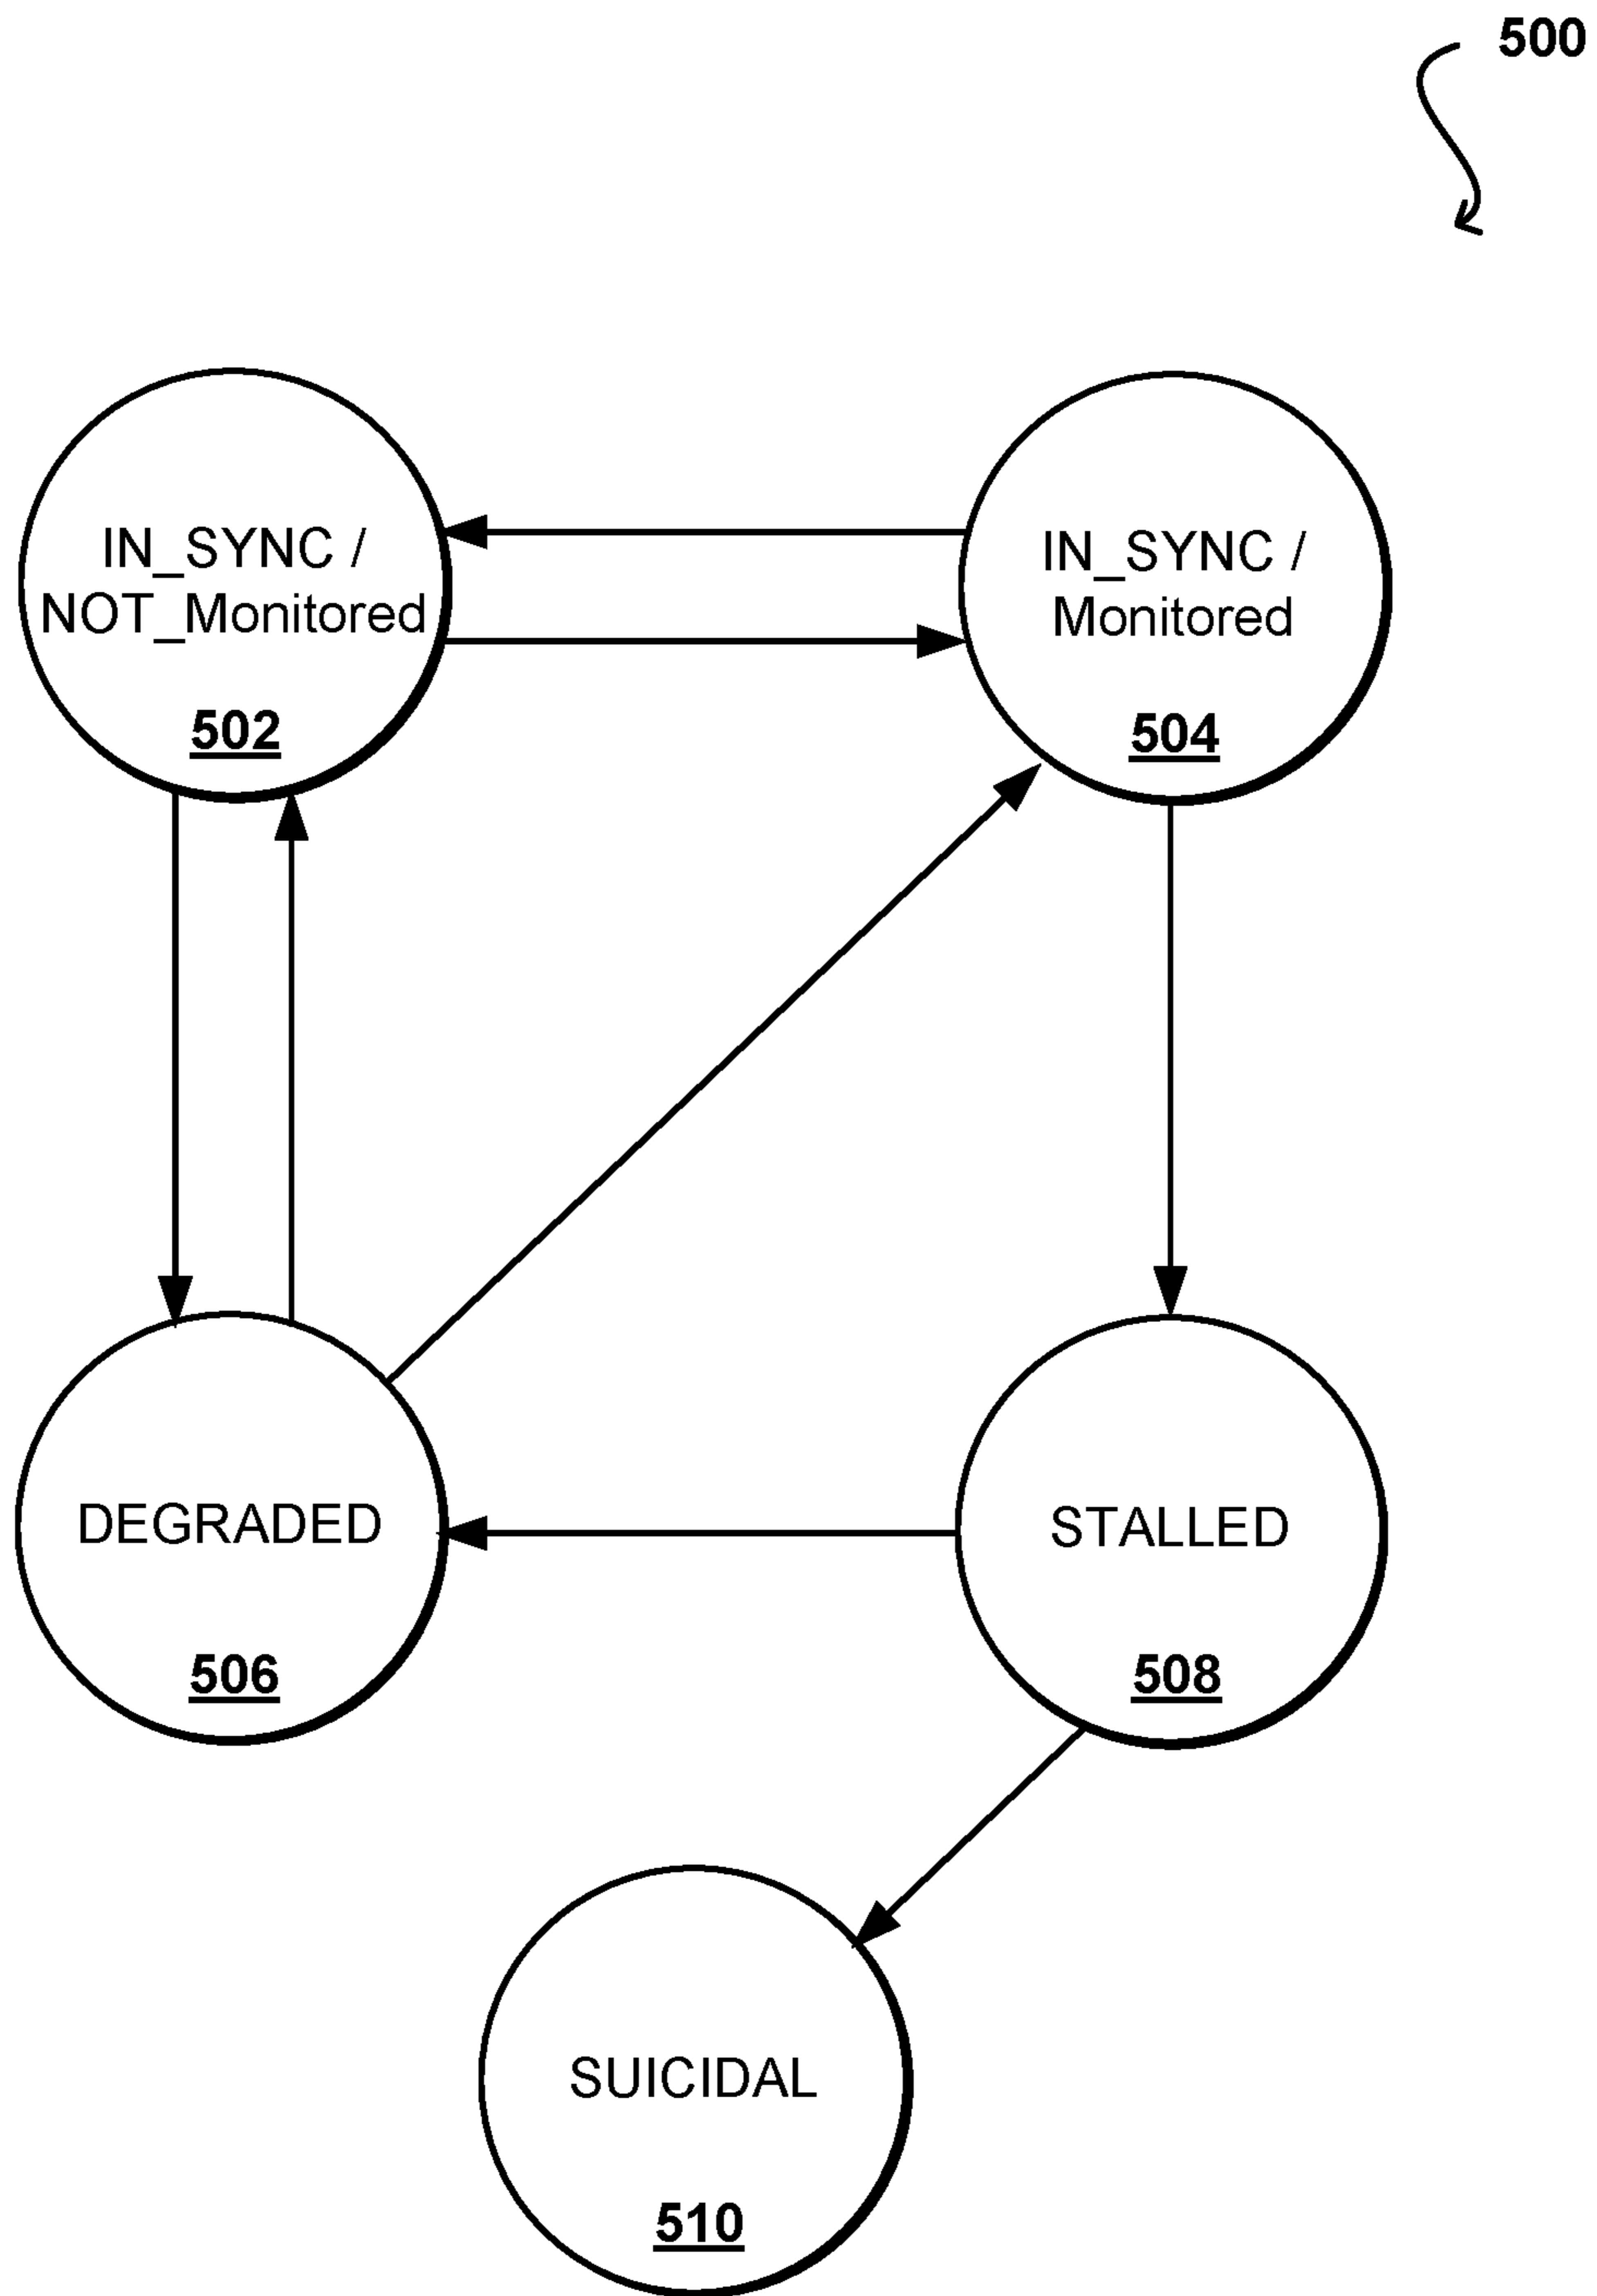 500
IN_SYNC /
NOT_Monitored
502
IN_SYNC /
Monitored
504
DEGRADED
506
STALLED
508
SUICIDAL
510